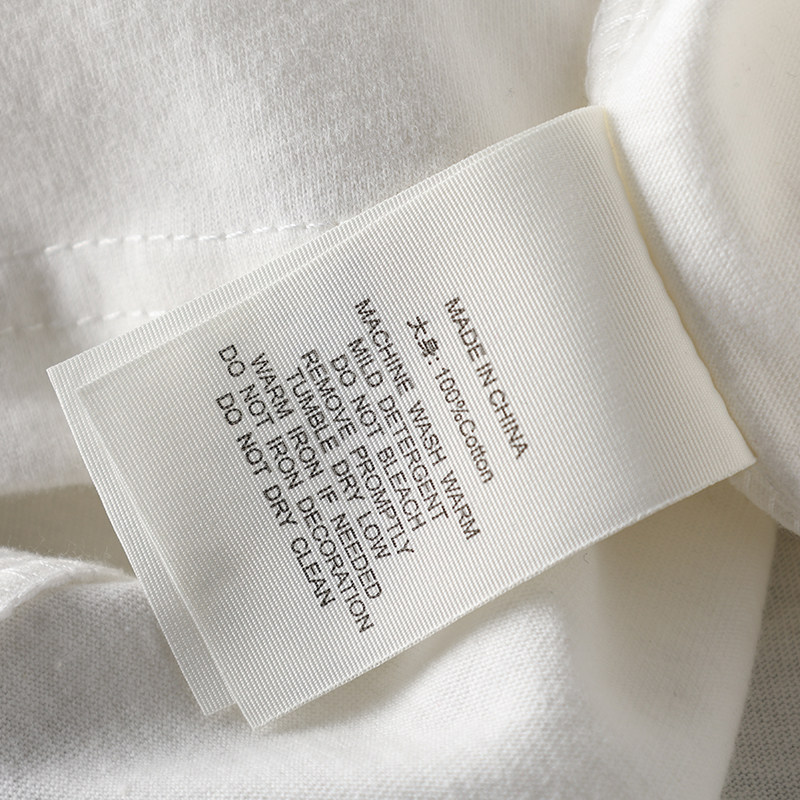 MADE IN CHINA
大身: 100%Cotton
MACHINE WASH WARM
MILD DETERGENT
DO NOT BLEACH
REMOVE PROMPTLY
TUMBLE DRY LOW
WARM IRON IF NEEDED
DO NOT IRON DECORATION
DO NOT DRY CLEAN